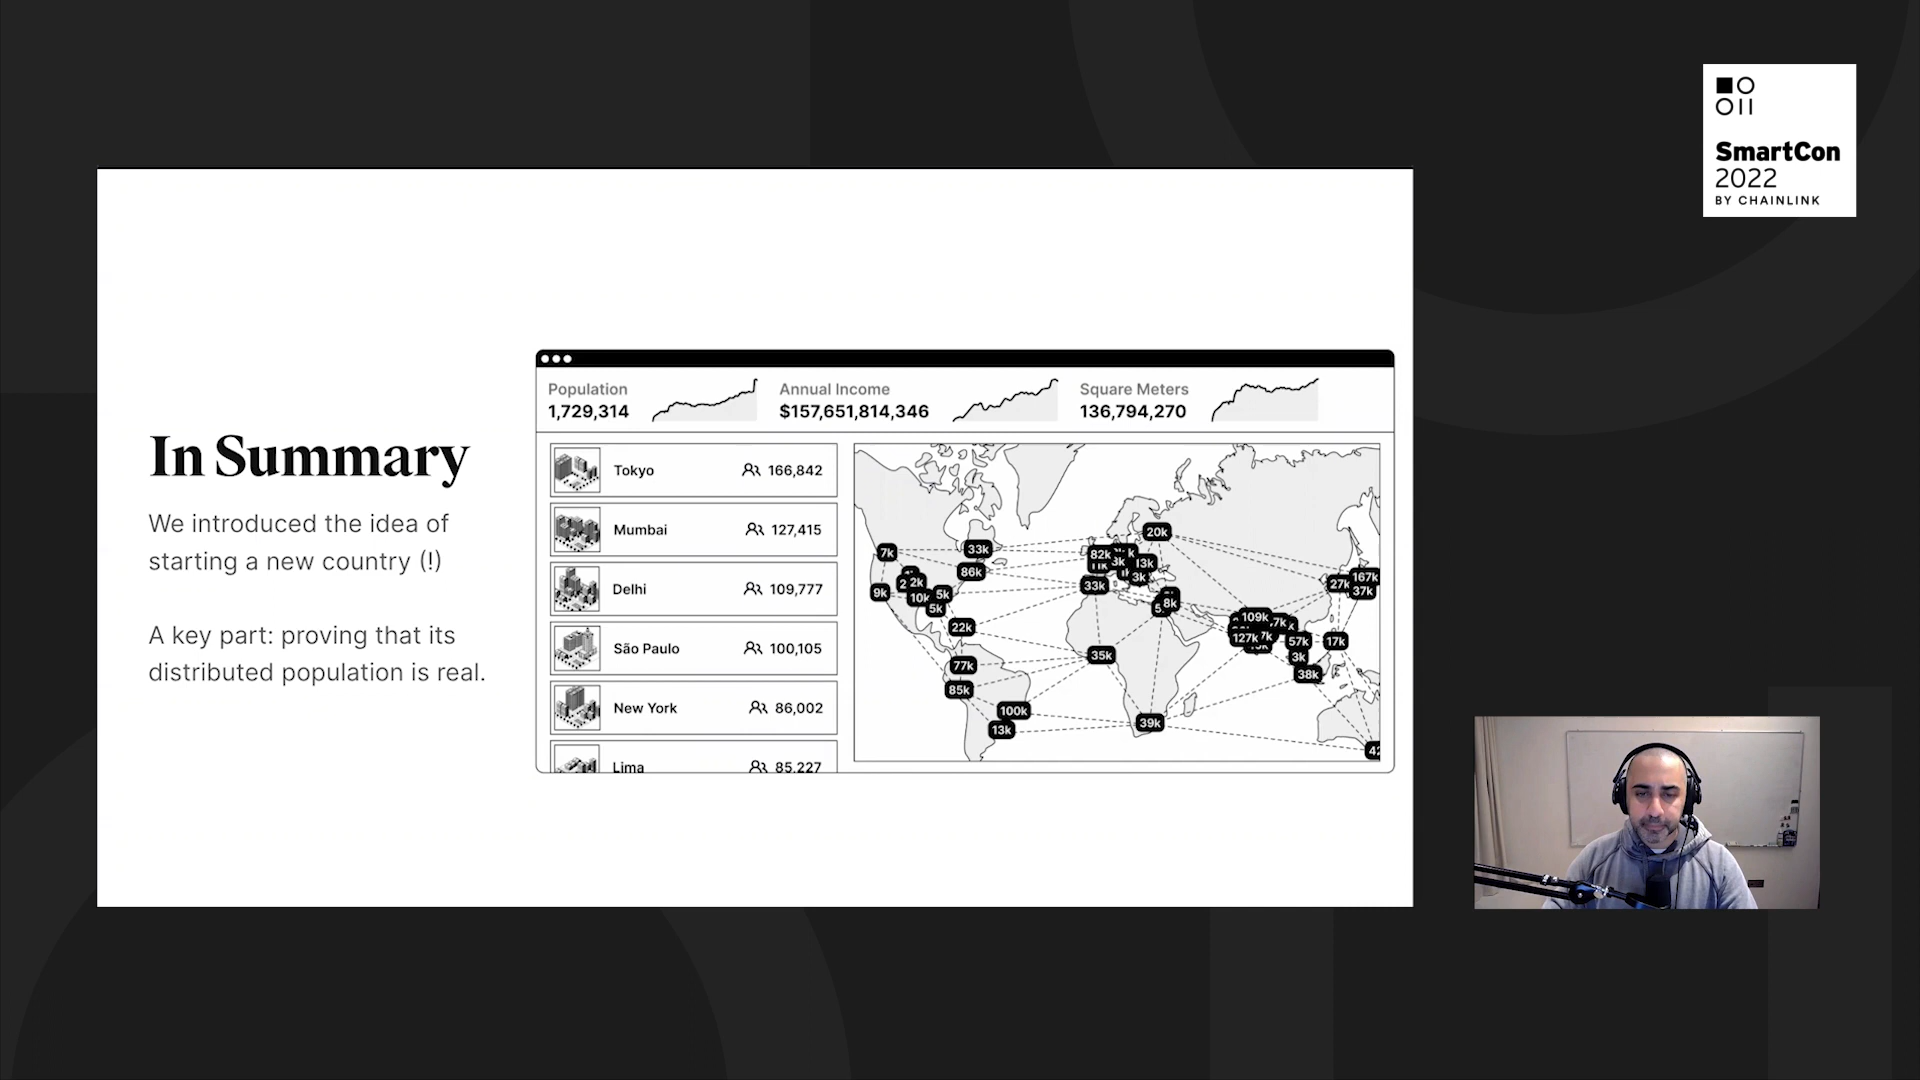 SmartCon
2022
BY CHAINLINK
In Summary
We introduced the idea of
starting a new country (!)
A key part: proving that its
distributed population is real.
Population
1,729,314
Annual Income
$157,651,814,346
Square Meters
136,794,270
Tokyo 166,842
Mumbai 127,415
Delhi 109,777
São Paulo 100,105
New York 86,002
Lima 85,227
20k
7k
33k
82k
13k
86k
3k
33k
2k
9k
10k
5k
5k
8k
22k
109k
127k
57k
17k
27k
167k
37k
35k
3k
77k
38k
85k
100k
13k
39k